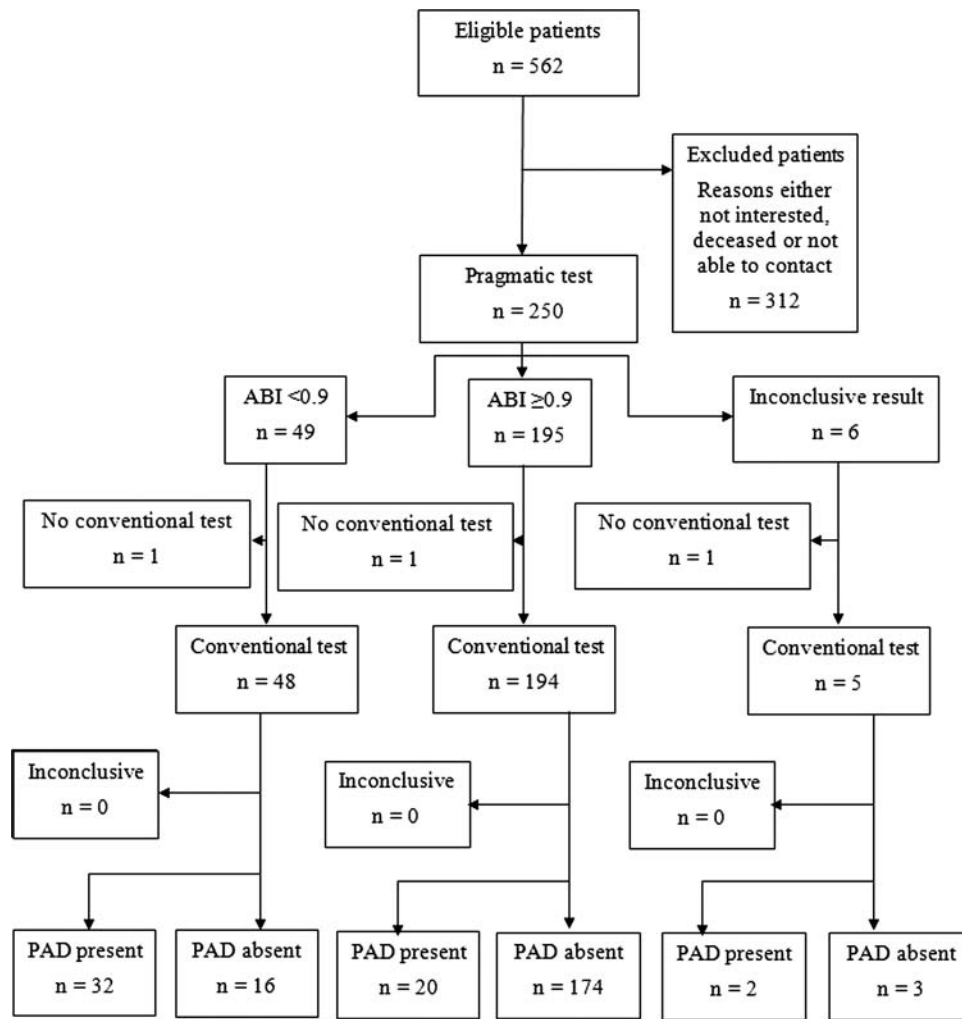 Eligible patients
n = 562
Excluded patients
Reasons either
not interested,
deceased or not
able to contact
n = 312
Pragmatic test
n = 250
ABI <0.9
n = 49
ABI ≥0.9
n = 195
Inconclusive result
n = 6
No conventional test
n = 1
No conventional test
n = 1
No conventional test
n = 1
Conventional test
n = 48
Conventional test
n = 194
Conventional test
n = 5
Inconclusive
n = 0
Inconclusive
n = 0
Inconclusive
n = 0
PAD present
n = 32
PAD absent
n = 16
PAD present
n = 20
PAD absent
n = 174
PAD present
n = 2
PAD absent
n = 3